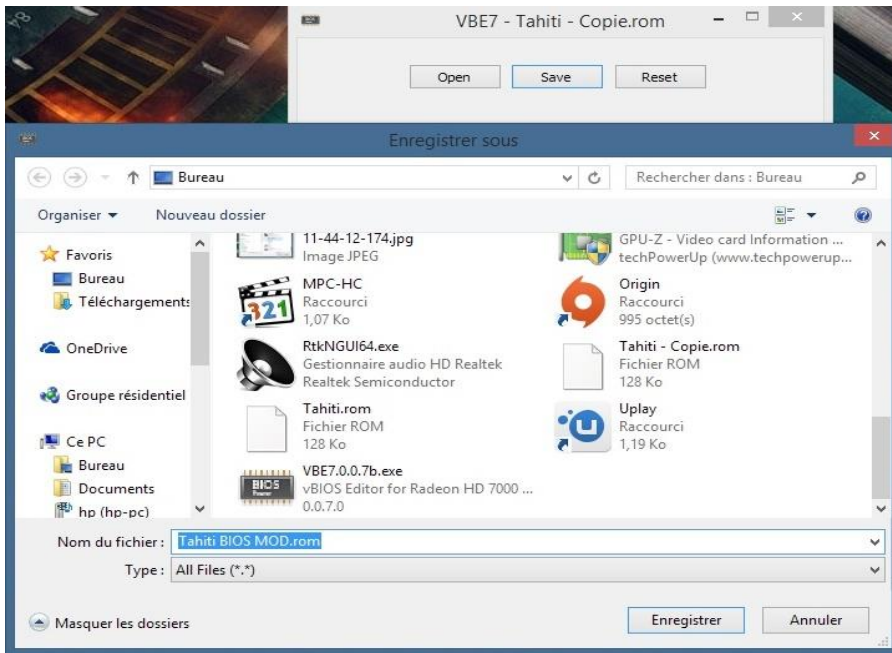 VBE7 - Tahiti - Copie.rom
Open Save Reset
Enregistrer sous
Bureau
Rechercher dans : Bureau
Organiser
Nouveau dossier
Favoris
Bureau
Téléchargements
OneDrive
Groupe résidentiel
Ce PC
Bureau
Documents
hp (hp-pc)
11-44-12-174.jpg
Image JPEG
MPC-HC
Raccourci
1,07 Ko
RtkNGUI64.exe
Gestionnaire audio HD Realtek
Realtek Semiconductor
Tahiti.rom
Fichier ROM
128 Ko
BIOS
VBE7.0.0.7b.exe
vBIOS Editor for Radeon HD 7000 ...
0.0.7.0
GPU-Z - Video card Information ...
techPowerUp (www.techpowerup...
Origin
Raccourci
995 octet(s)
Tahiti - Copie.rom
Fichier ROM
128 Ko
Uplay
Raccourci
1,19 Ko
Nom du fichier : Tahiti BIOS MOD.rom
Type : All Files (*.*)
Masquer les dossiers
Enregistrer
Annuler